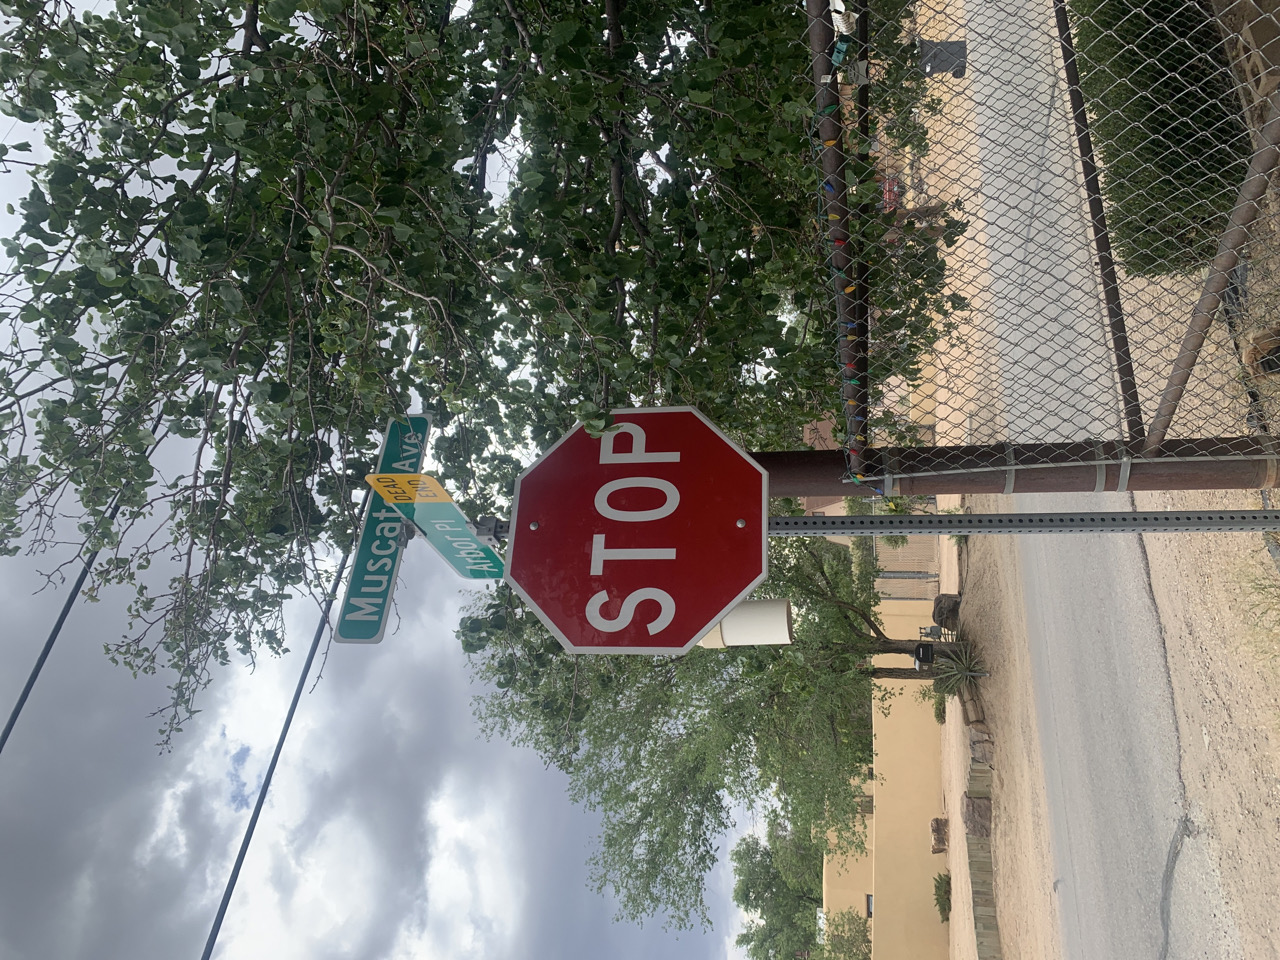 Muscat Ave
DEAD
END
Arbor Pl
STOP